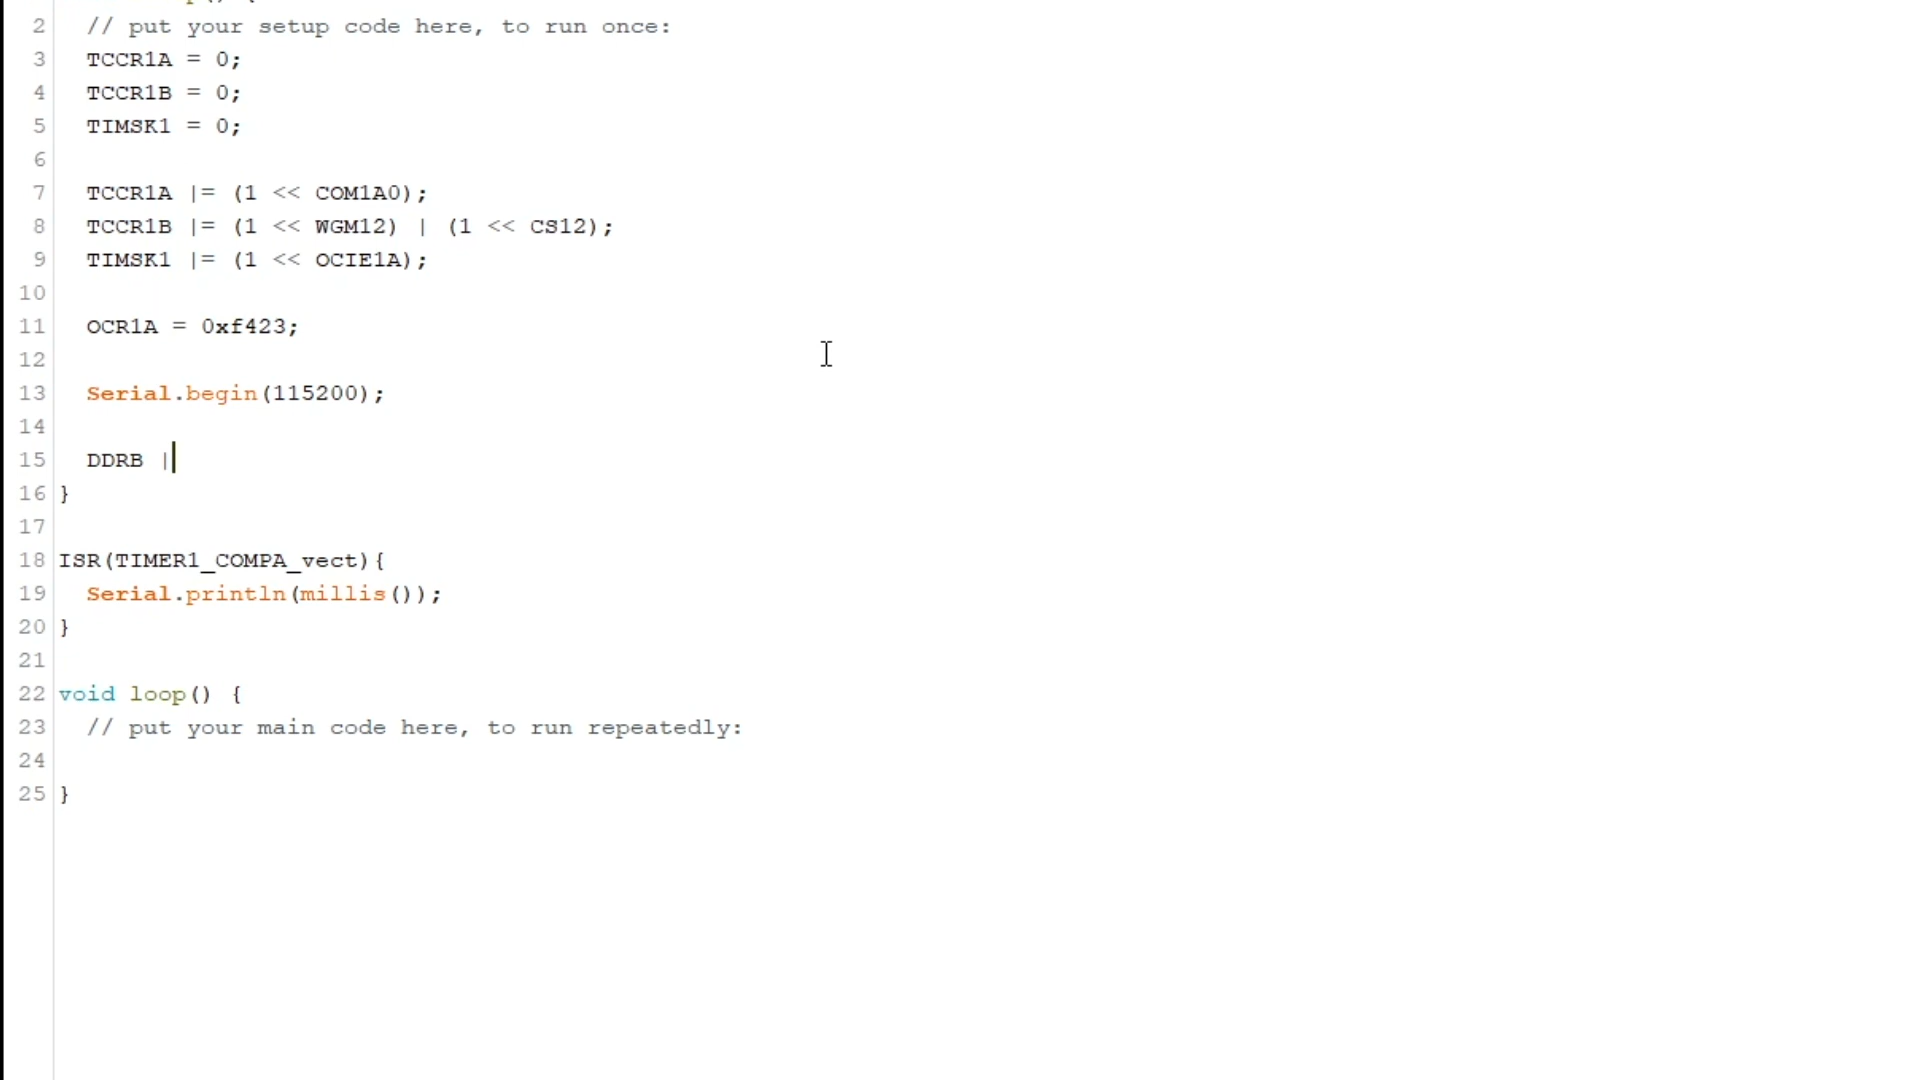 2 // put your setup code here, to run once:
3 TCCR1A = 0;
4 TCCR1B = 0;
5 TIMSK1 = 0;
6
7 TCCR1A |= (1 << COM1A0);
8 TCCR1B |= (1 << WGM12) | (1 << CS12);
9 TIMSK1 |= (1 << OCIE1A);
10
11 OCR1A = 0xf423;
12
13 Serial.begin(115200);
14
15 DDRB |
16 }
17
18 ISR(TIMER1_COMPA_vect){
19 Serial.println(millis());
20 }
21
22 void loop() {
23 // put your main code here, to run repeatedly:
24
25 }